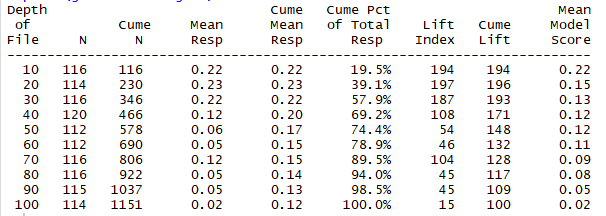 Depth Cume Cume Pct Mean
of Cume Mean Mean of Total Lift Cume Model
File N N Resp Resp Resp Index Lift Score
10 116 116 0.22 0.22 19.5% 194 194 0.22
20 114 230 0.23 0.23 39.1% 197 196 0.15
30 116 346 0.22 0.22 57.9% 187 193 0.13
40 120 466 0.12 0.20 69.2% 108 171 0.12
50 112 578 0.06 0.17 74.4% 54 148 0.12
60 112 690 0.05 0.15 78.9% 46 132 0.11
70 116 806 0.12 0.15 89.5% 104 128 0.09
80 116 922 0.05 0.14 94.0% 45 117 0.08
90 115 1037 0.05 0.13 98.5% 45 109 0.05
100 114 1151 0.02 0.12 100.0% 15 100 0.02